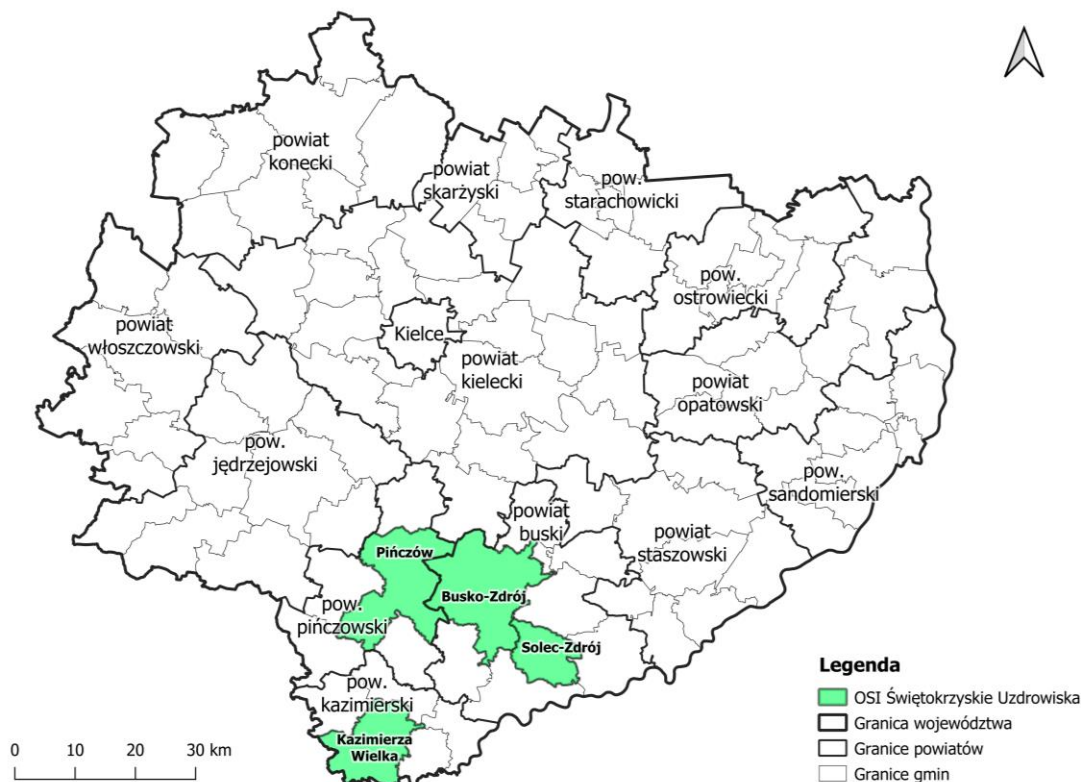 powiat
konecki
powiat
skarżyski
pow.
starachowicki
pow.
ostrowiecki
powiat
włoszczowski
Kielce
powiat
kielecki
powiat
opatowski
pow.
jędrzejowski
pow.
sandomierski
powiat
buski
powiat
staszowski
Pińczów
Busko-Zdrój
pow.
pińczowski
Solec-Zdrój
pow.
kazimierski
Kazimierza
Wielka
0 10 20 30 km
Legenda
OSI Świętokrzyskie Uzdrowiska
Granica województwa
Granice powiatów
Granice gmin